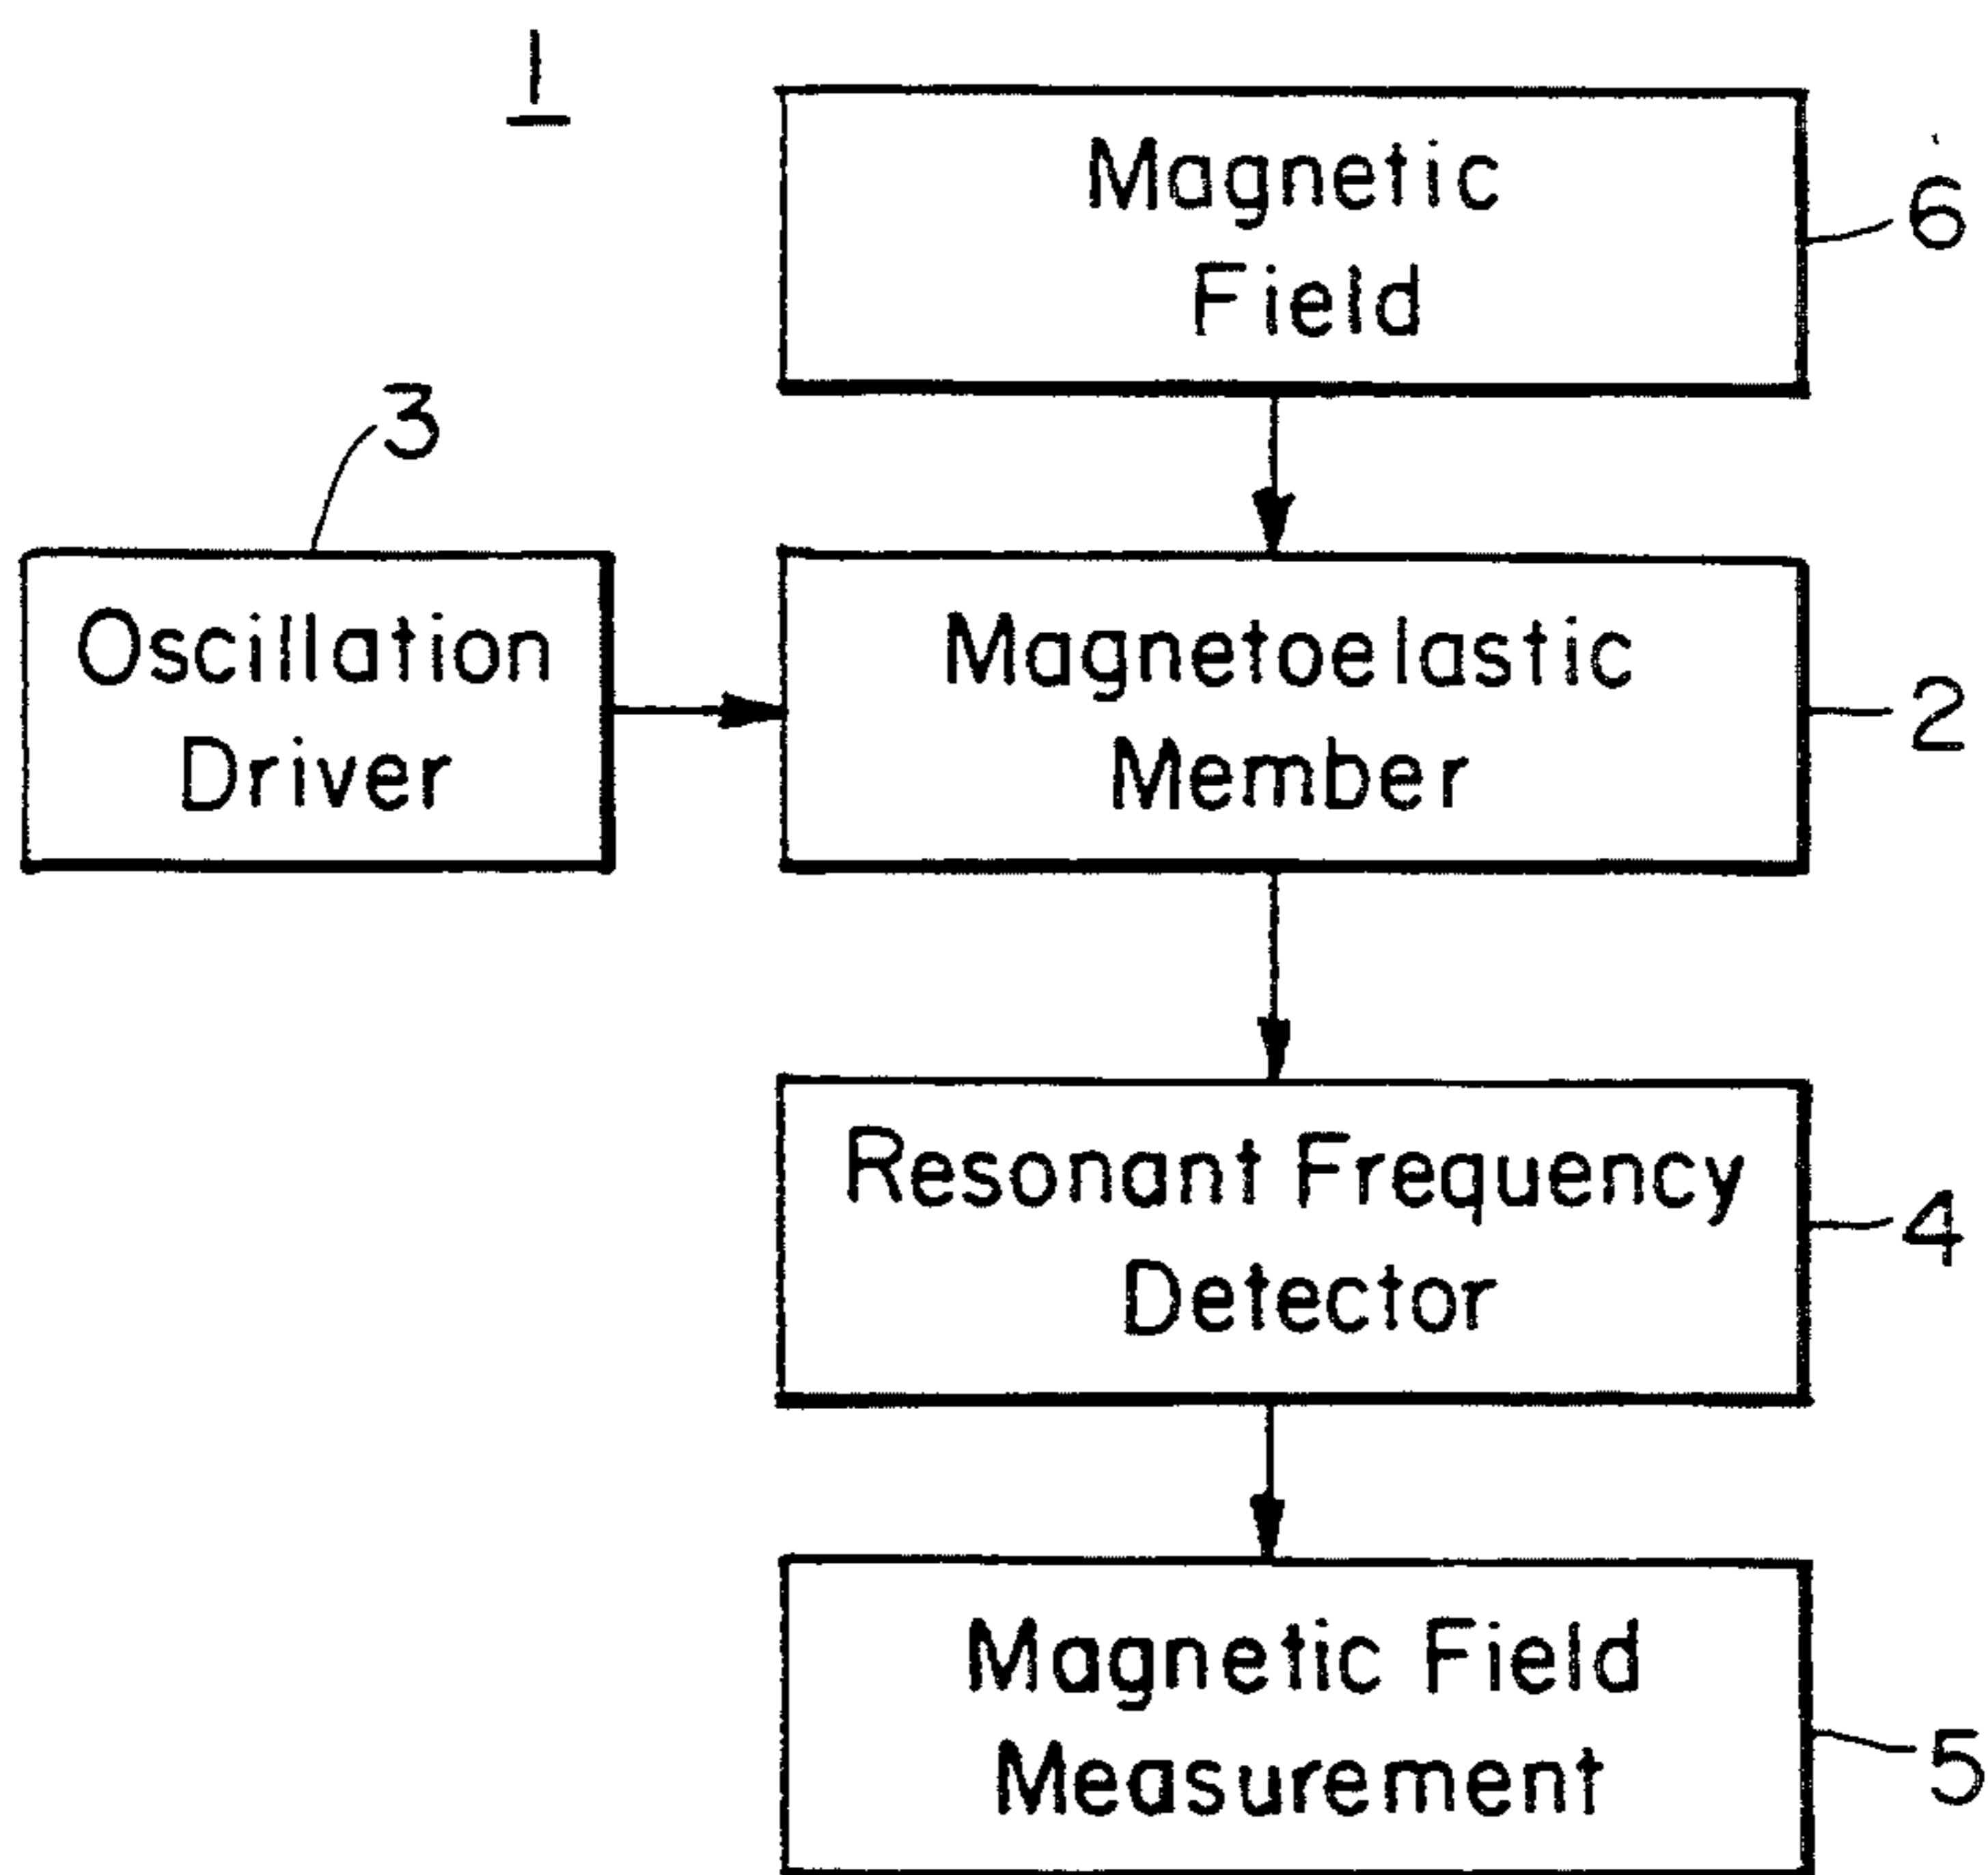 1
Magnetic
Field
6
3
Oscillation
Driver
Magnetoelastic
Member
2
Resonant Frequency
Detector
4
Magnetic Field
Measurement
5